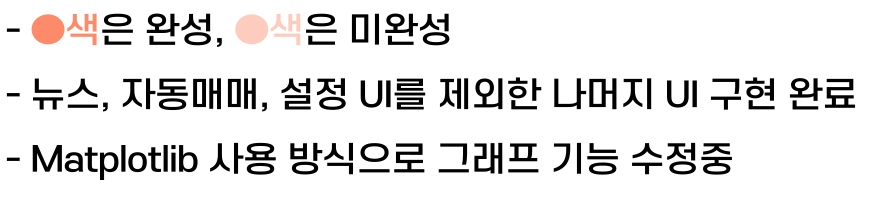 - ●색은 완성, ●색은 미완성
- 뉴스, 자동매매, 설정 UI를 제외한 나머지 UI 구현 완료
- Matplotlib 사용 방식으로 그래프 기능 수정중